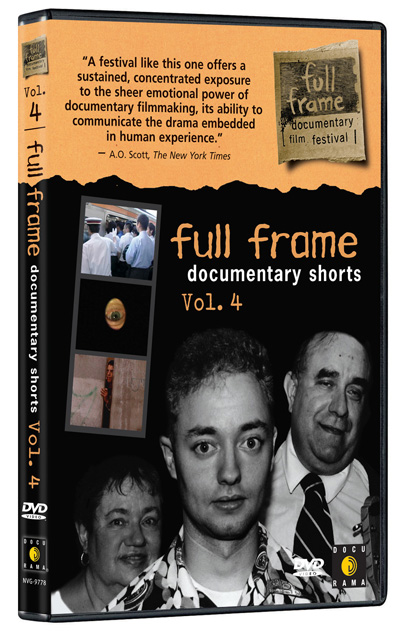 Vol. 4 | full frame documentary shorts Vol. 4
DVD
VIDEO
DOCU
RAMA
NVG-9778
“A festival like this one offers a
sustained, concentrated exposure
to the sheer emotional power of
documentary filmmaking, its ability to
communicate the drama embedded
in human experience.”
— A.O. Scott, The New York Times
full
frame
documentary
film festival
full frame
documentary shorts
Vol. 4
DVD
VIDEO
DOCU
RAMA